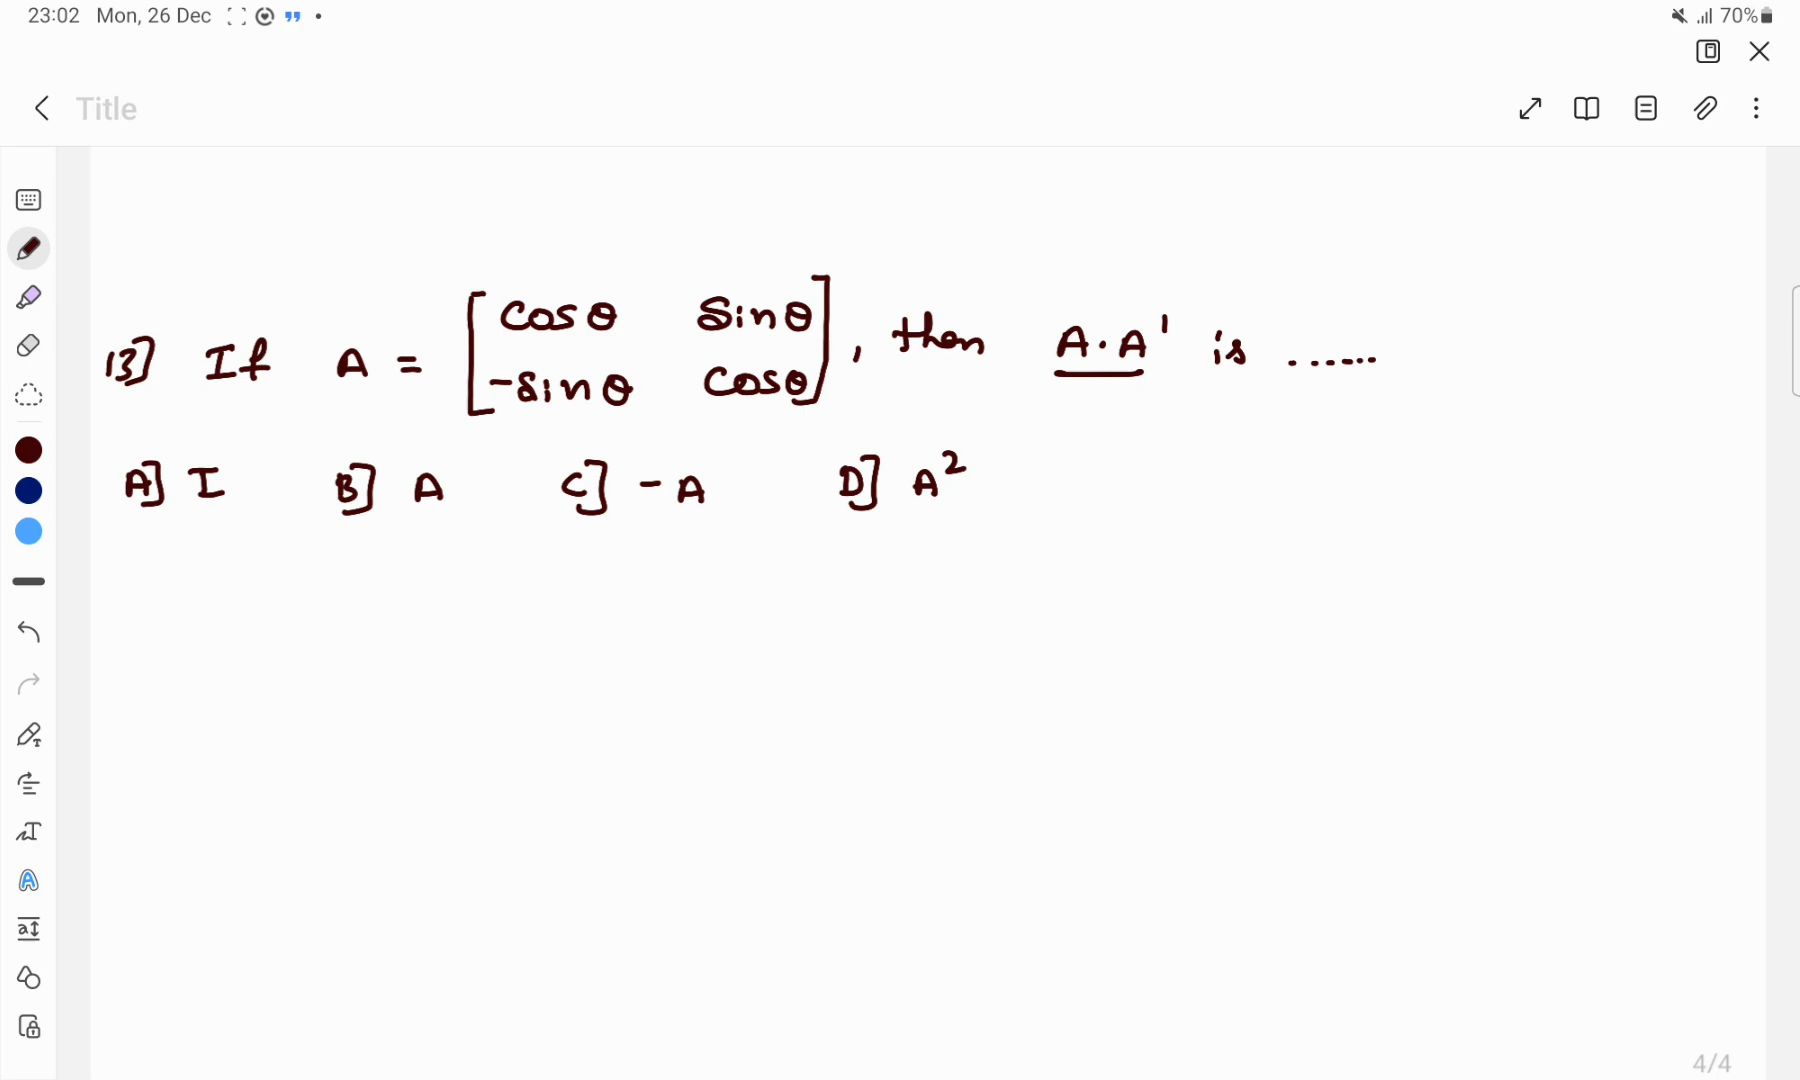 23:02 Mon, 26 Dec 70%
Title
13] If A = [cosθ sinθ
-sinθ cosθ], then A·A' is ......
A] I B] A C] -A D] A²
4/4